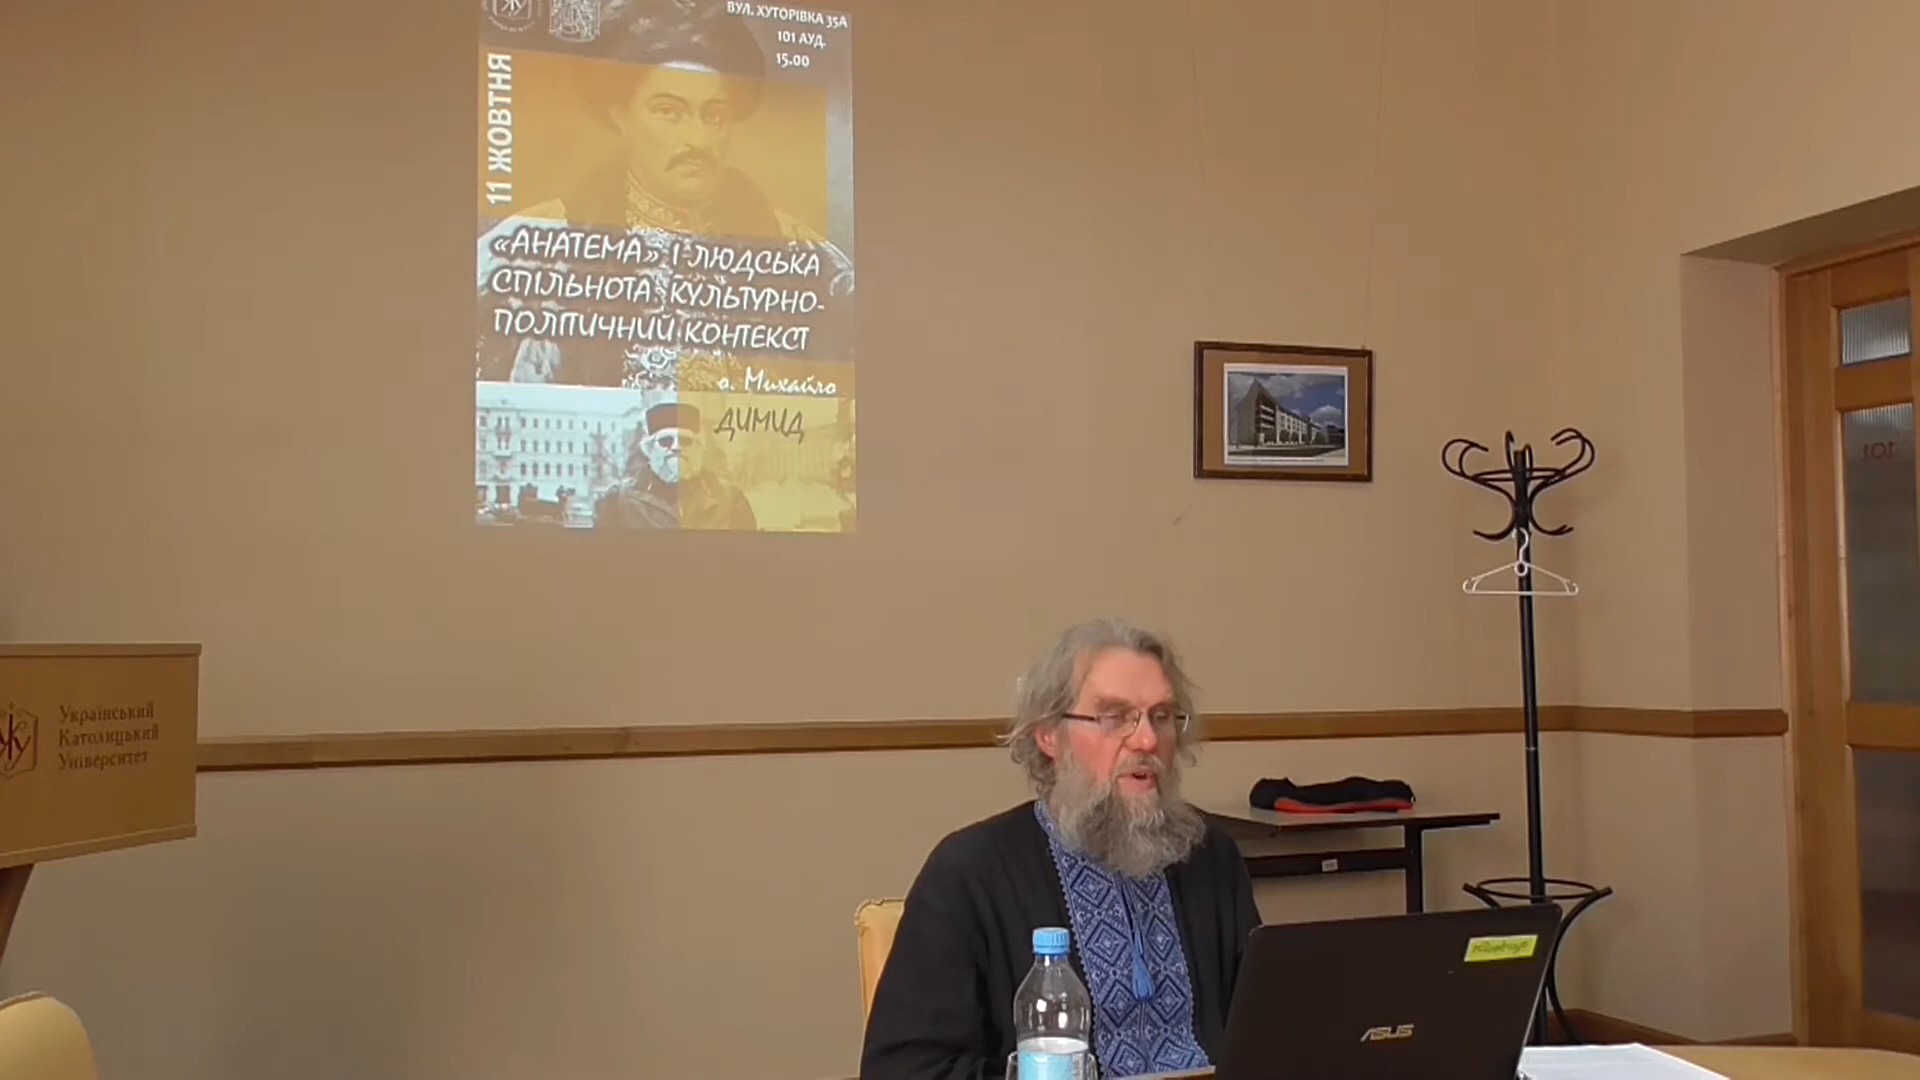 ВУЛ. ХУТОРІВКА 35А
101 АУД.
15.00
11 ЖОВТНЯ
«АНАТЕМА» І ЛЮДСЬКА
СПІЛЬНОТА: КУЛЬТУРНО-
ПОЛІТИЧНИЙ КОНТЕКСТ
о. Михайло
ДИМИД
Український
Католицький
Університет
101
ASUS